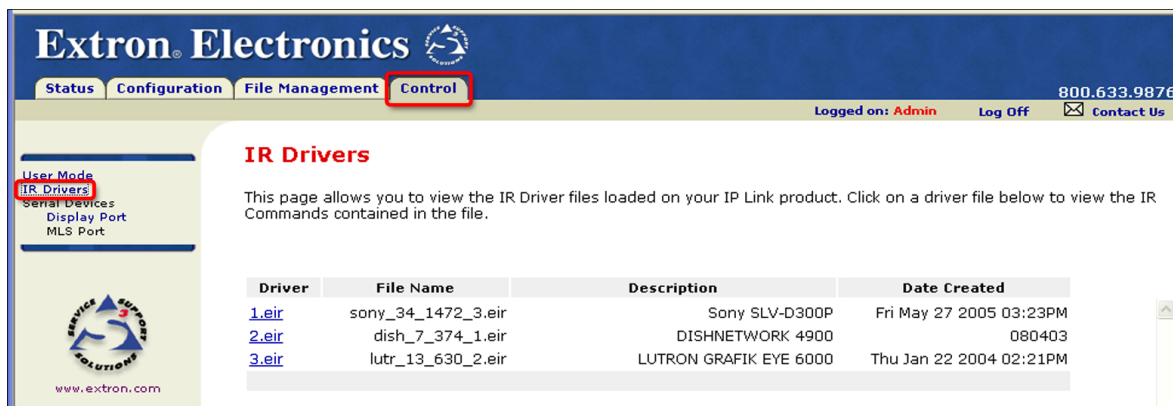 Extron® Electronics
Status Configuration File Management Control
800.633.9876
Logged on: Admin Log Off Contact Us
User Mode
IR Drivers
Serial Devices
Display Port
MLS Port
SERVICE SUPPORT SOLUTIONS
3
www.extron.com
IR Drivers
This page allows you to view the IR Driver files loaded on your IP Link product. Click on a driver file below to view the IR
Commands contained in the file.
Driver File Name Description Date Created
1.eir sony_34_1472_3.eir Sony SLV-D300P Fri May 27 2005 03:23PM
2.eir dish_7_374_1.eir DISHNETWORK 4900 080403
3.eir lutr_13_630_2.eir LUTRON GRAFIK EYE 6000 Thu Jan 22 2004 02:21PM